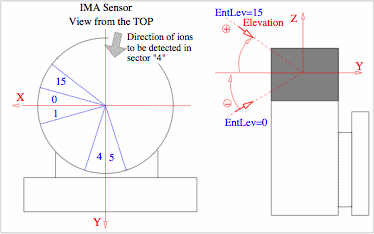 IMA Sensor
View from the TOP
Direction of ions
to be detected in
sector "4"
15
0
1
X
4 5
Y
EntLev=15
Elevation
Z
⊕
Y
⊖
EntLev=0